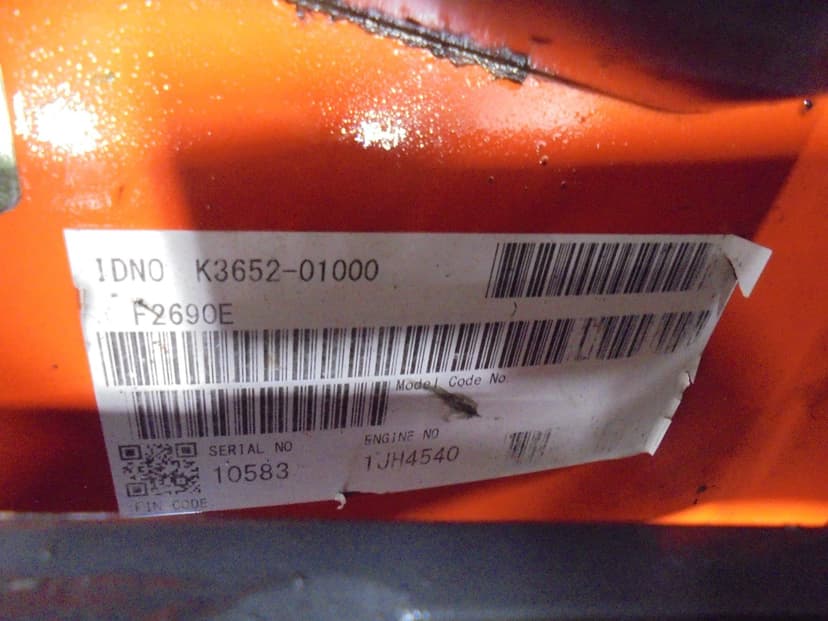 IDNO K3652-01000
F2690E
Model Code No
SERIAL NO
10583
ENGINE NO
1JH4540
PIN CODE